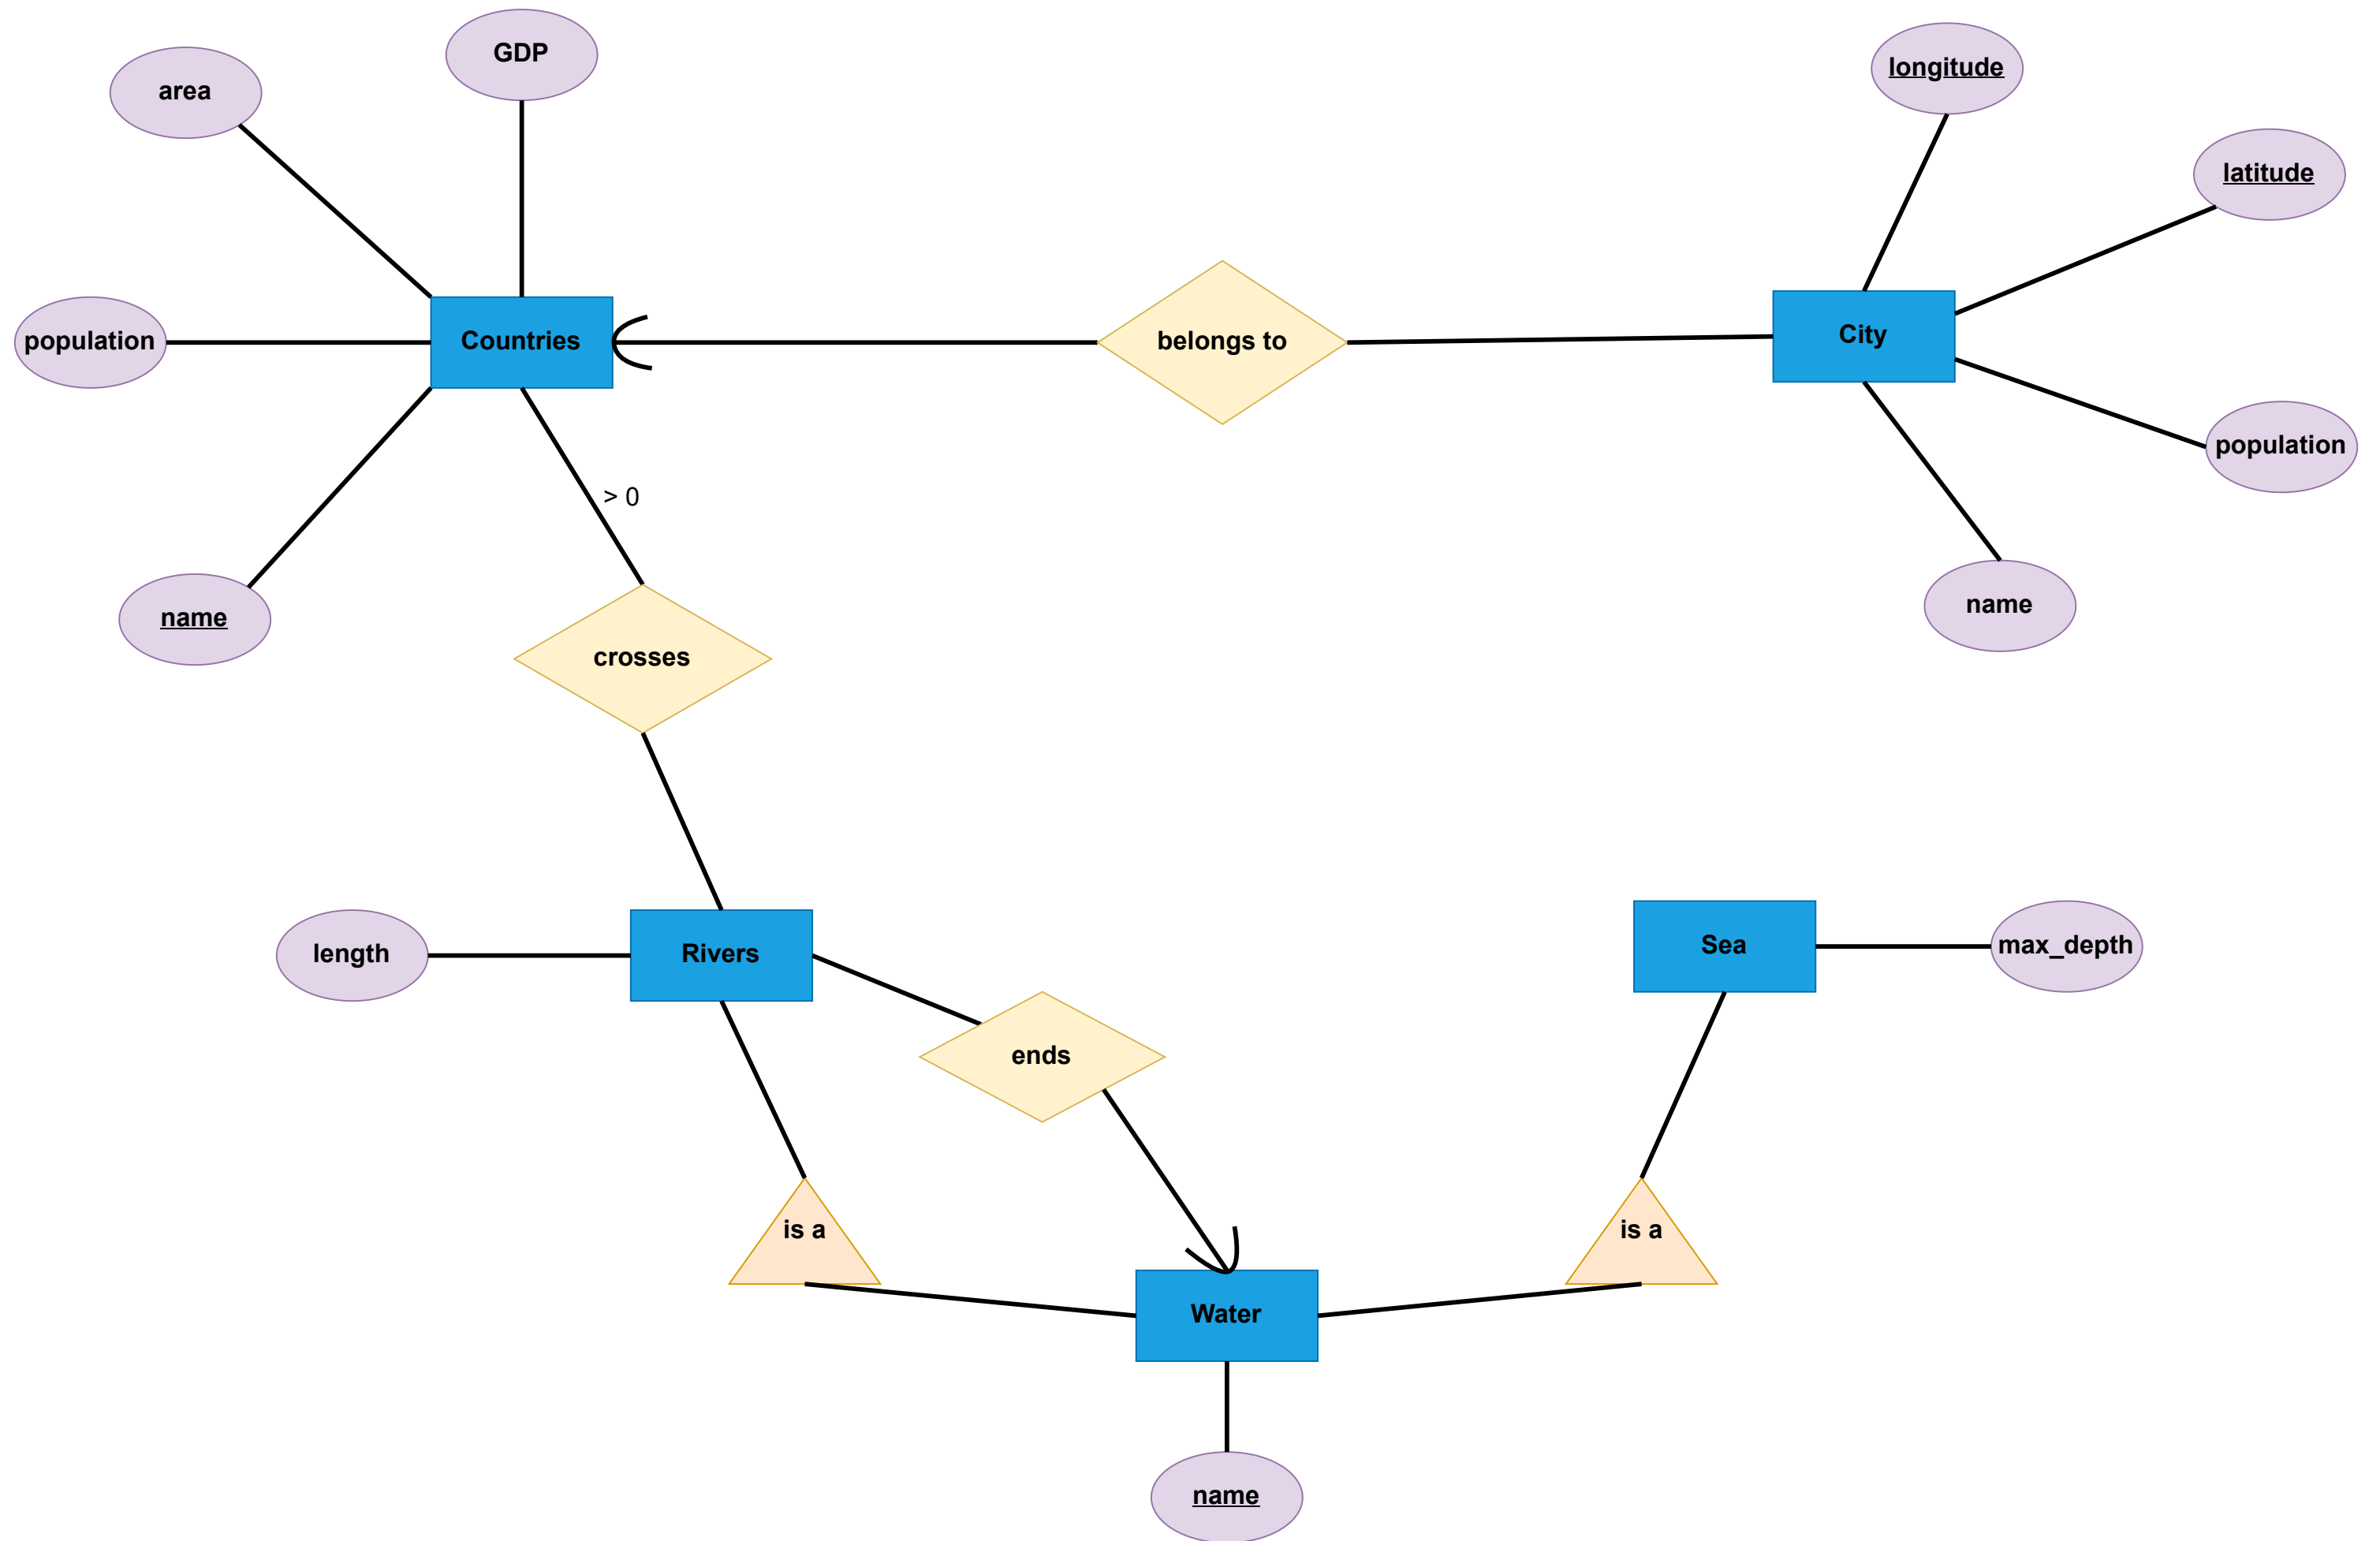 GDP
longitude
area
latitude
Countries
belongs to
City
population
population
> 0
name
name
crosses
length
Rivers
Sea
max_depth
ends
is a
is a
Water
name